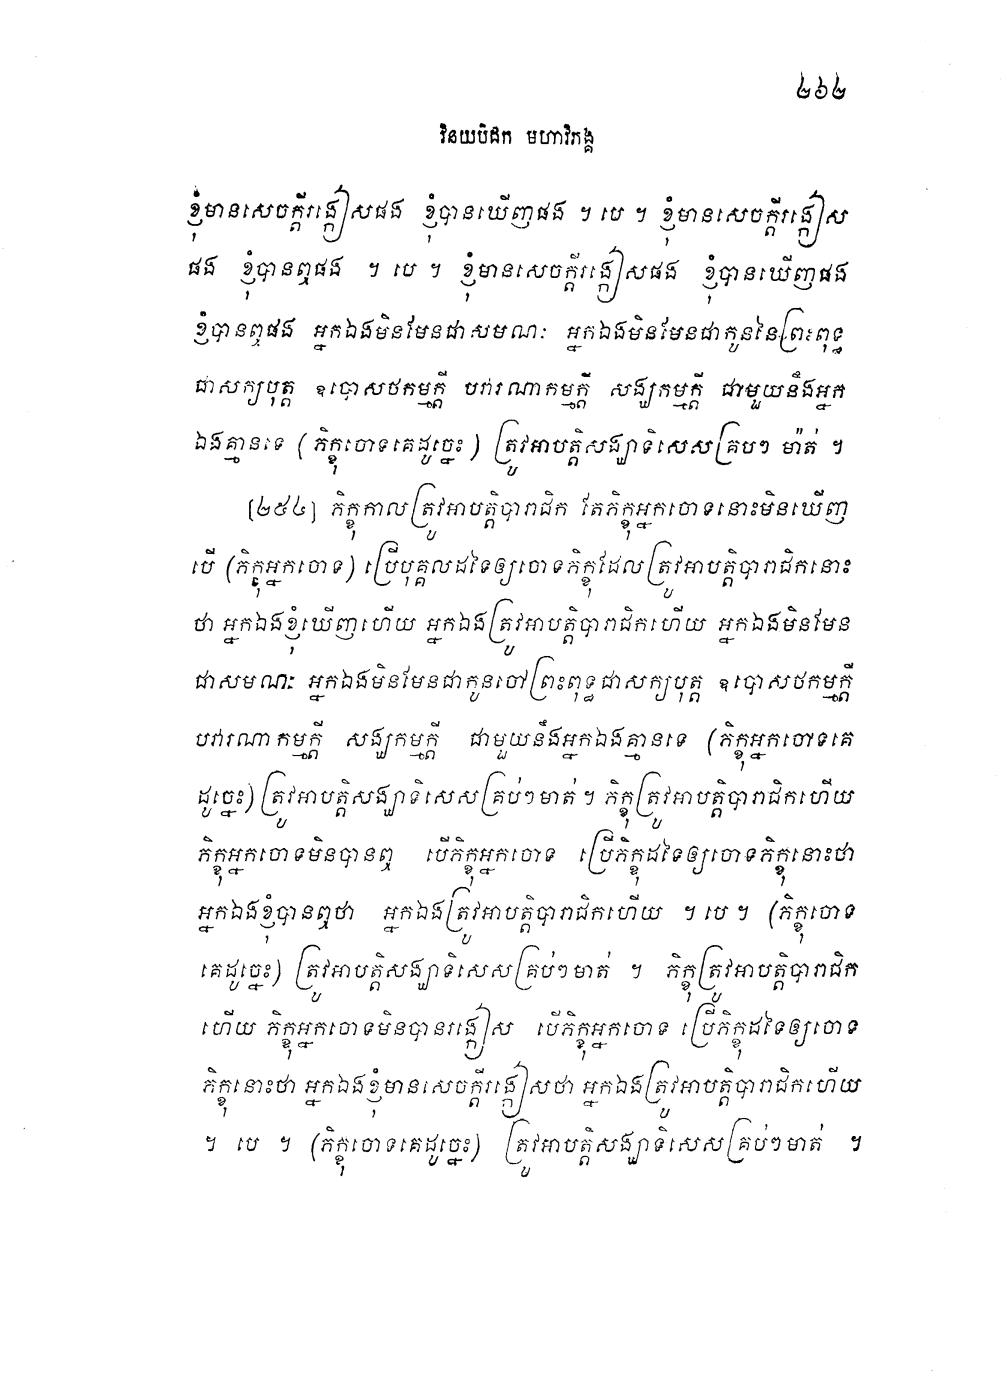 ៤៦៤
វិនយបិដក មហាវិភង្គ
ខ្ញុំមានសេចក្តីរង្កៀសផង ខ្ញុំបានឃើញផង ។ បេ ។ ខ្ញុំមានសេចក្តីរង្កៀស
ផង ខ្ញុំបានឮផង ។ បេ ។ ខ្ញុំមានសេចក្តីរង្កៀសផង ខ្ញុំបានឃើញផង
ខ្ញុំបានឮផង អ្នកឯងមិនមែនជាសមណៈ អ្នកឯងមិនមែនជាកូននៃព្រះពុទ្ធ
ជាសក្យបុត្ត ឧបោសថកម្មក្តី បវារណាកម្មក្តី សង្ឃកម្មក្តី ជាមួយនឹងអ្នក
ឯងគ្មានទេ (ភិក្ខុចោទគេដូច្នេះ) ត្រូវអាបត្តិសង្ឃាទិសេសគ្រប់ៗ ម៉ាត់ ។
[២៥៤] ភិក្ខុកាលត្រូវអាបត្តិបារាជិក តែភិក្ខុអ្នកចោទនោះមិនឃើញ
បើ (ភិក្ខុអ្នកចោទ) ប្រើបុគ្គលដទៃឲ្យចោទភិក្ខុដែលត្រូវអាបត្តិបារាជិកនោះ
ថា អ្នកឯងខ្ញុំឃើញហើយ អ្នកឯងត្រូវអាបត្តិបារាជិកហើយ អ្នកឯងមិនមែន
ជាសមណៈ អ្នកឯងមិនមែនជាកូនចៅព្រះពុទ្ធជាសក្យបុត្ត ឧបោសថកម្មក្តី
បវារណាកម្មក្តី សង្ឃកម្មក្តី ជាមួយនឹងអ្នកឯងគ្មានទេ (ភិក្ខុអ្នកចោទគេ
ដូច្នេះ) ត្រូវអាបត្តិសង្ឃាទិសេសគ្រប់ៗមាត់ ។ ភិក្ខុត្រូវអាបត្តិបារាជិកហើយ
ភិក្ខុអ្នកចោទមិនបានឮ បើភិក្ខុអ្នកចោទ ប្រើភិក្ខុដទៃឲ្យចោទភិក្ខុនោះថា
អ្នកឯងខ្ញុំបានឮថា អ្នកឯងត្រូវអាបត្តិបារាជិកហើយ ។ បេ ។ (ភិក្ខុចោទ
គេដូច្នេះ) ត្រូវអាបត្តិសង្ឃាទិសេសគ្រប់ៗមាត់ ។ ភិក្ខុត្រូវអាបត្តិបារាជិក
ហើយ ភិក្ខុអ្នកចោទមិនបានរង្កៀស បើភិក្ខុអ្នកចោទ ប្រើភិក្ខុដទៃឲ្យចោទ
ភិក្ខុនោះថា អ្នកឯងខ្ញុំមានសេចក្តីរង្កៀសថា អ្នកឯងត្រូវអាបត្តិបារាជិកហើយ
។ បេ ។ (ភិក្ខុចោទគេដូច្នេះ) ត្រូវអាបត្តិសង្ឃាទិសេសគ្រប់ៗមាត់ ។